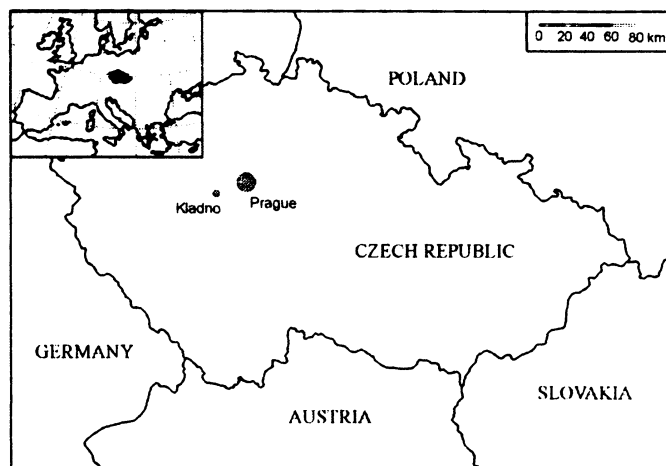 0 20 40 60 80 km
POLAND
Kladno
Prague
CZECH REPUBLIC
GERMANY
SLOVAKIA
AUSTRIA